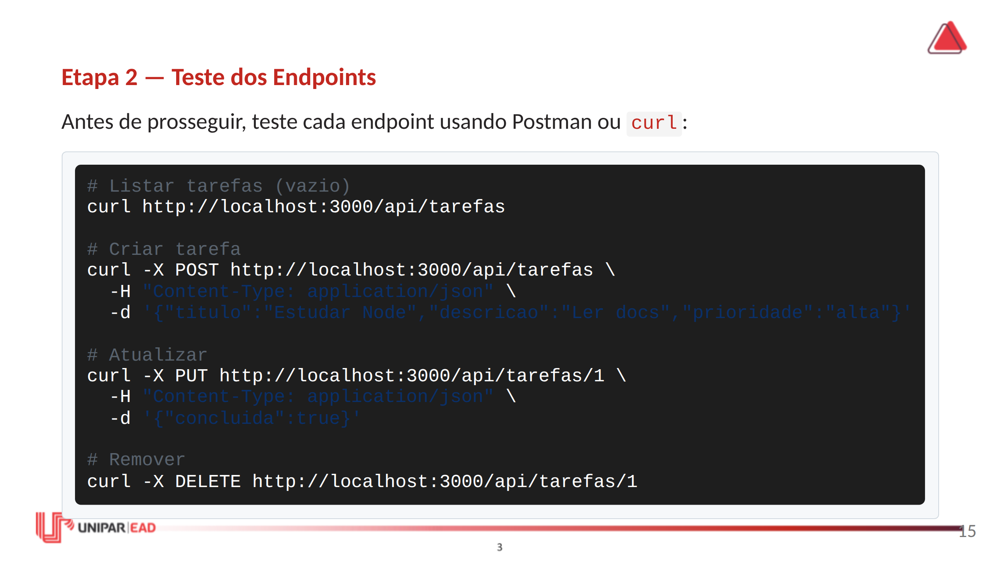 Etapa 2 — Teste dos Endpoints
Antes de prosseguir, teste cada endpoint usando Postman ou curl:
# Listar tarefas (vazio)
curl http://localhost:3000/api/tarefas
# Criar tarefa
curl -X POST http://localhost:3000/api/tarefas \
  -H "Content-Type: application/json" \
  -d '{"titulo":"Estudar Node","descricao":"Ler docs","prioridade":"alta"}'
# Atualizar
curl -X PUT http://localhost:3000/api/tarefas/1 \
  -H "Content-Type: application/json" \
  -d '{"concluida":true}'
# Remover
curl -X DELETE http://localhost:3000/api/tarefas/1
UNIPAR|EAD
15
3